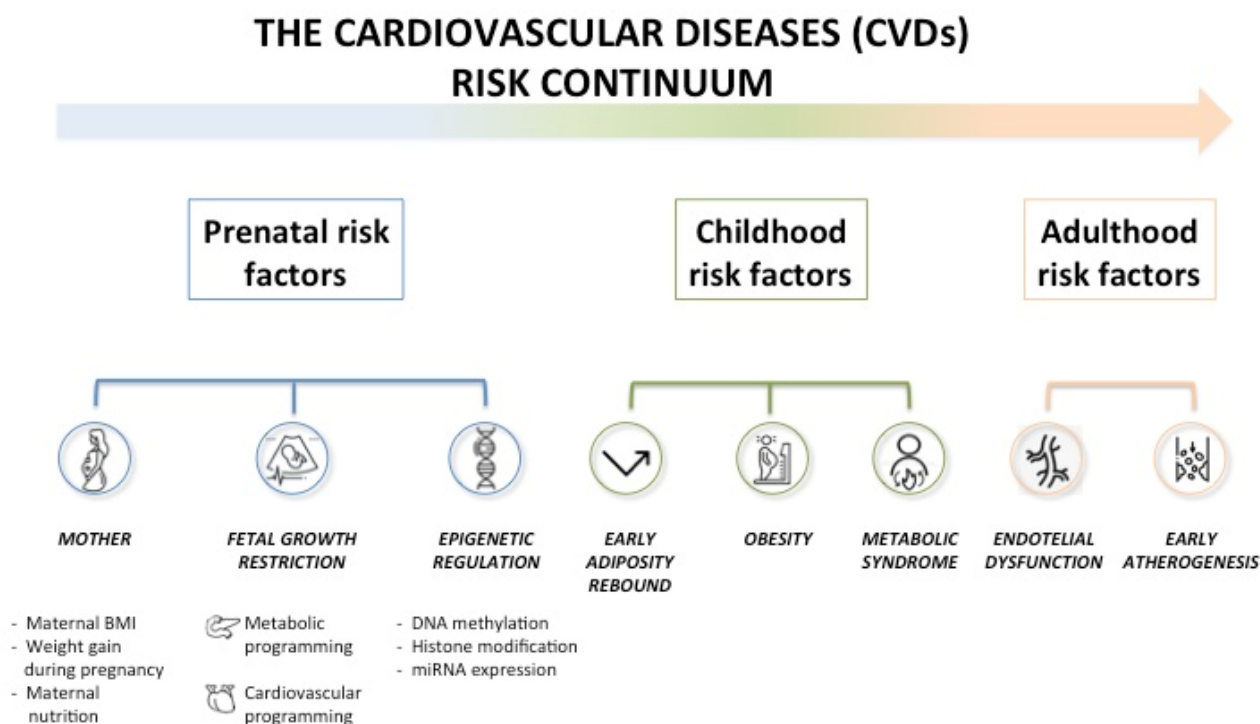 THE CARDIOVASCULAR DISEASES (CVDs)
RISK CONTINUUM
Prenatal risk
factors
Childhood
risk factors
Adulthood
risk factors
MOTHER
FETAL GROWTH
RESTRICTION
EPIGENETIC
REGULATION
EARLY
ADIPOSITY
REBOUND
OBESITY
METABOLIC
SYNDROME
ENDOTELIAL
DYSFUNCTION
EARLY
ATHEROGENESIS
- Maternal BMI
- Weight gain
during pregnancy
- Maternal
nutrition
Metabolic
programming
Cardiovascular
programming
- DNA methylation
- Histone modification
- miRNA expression